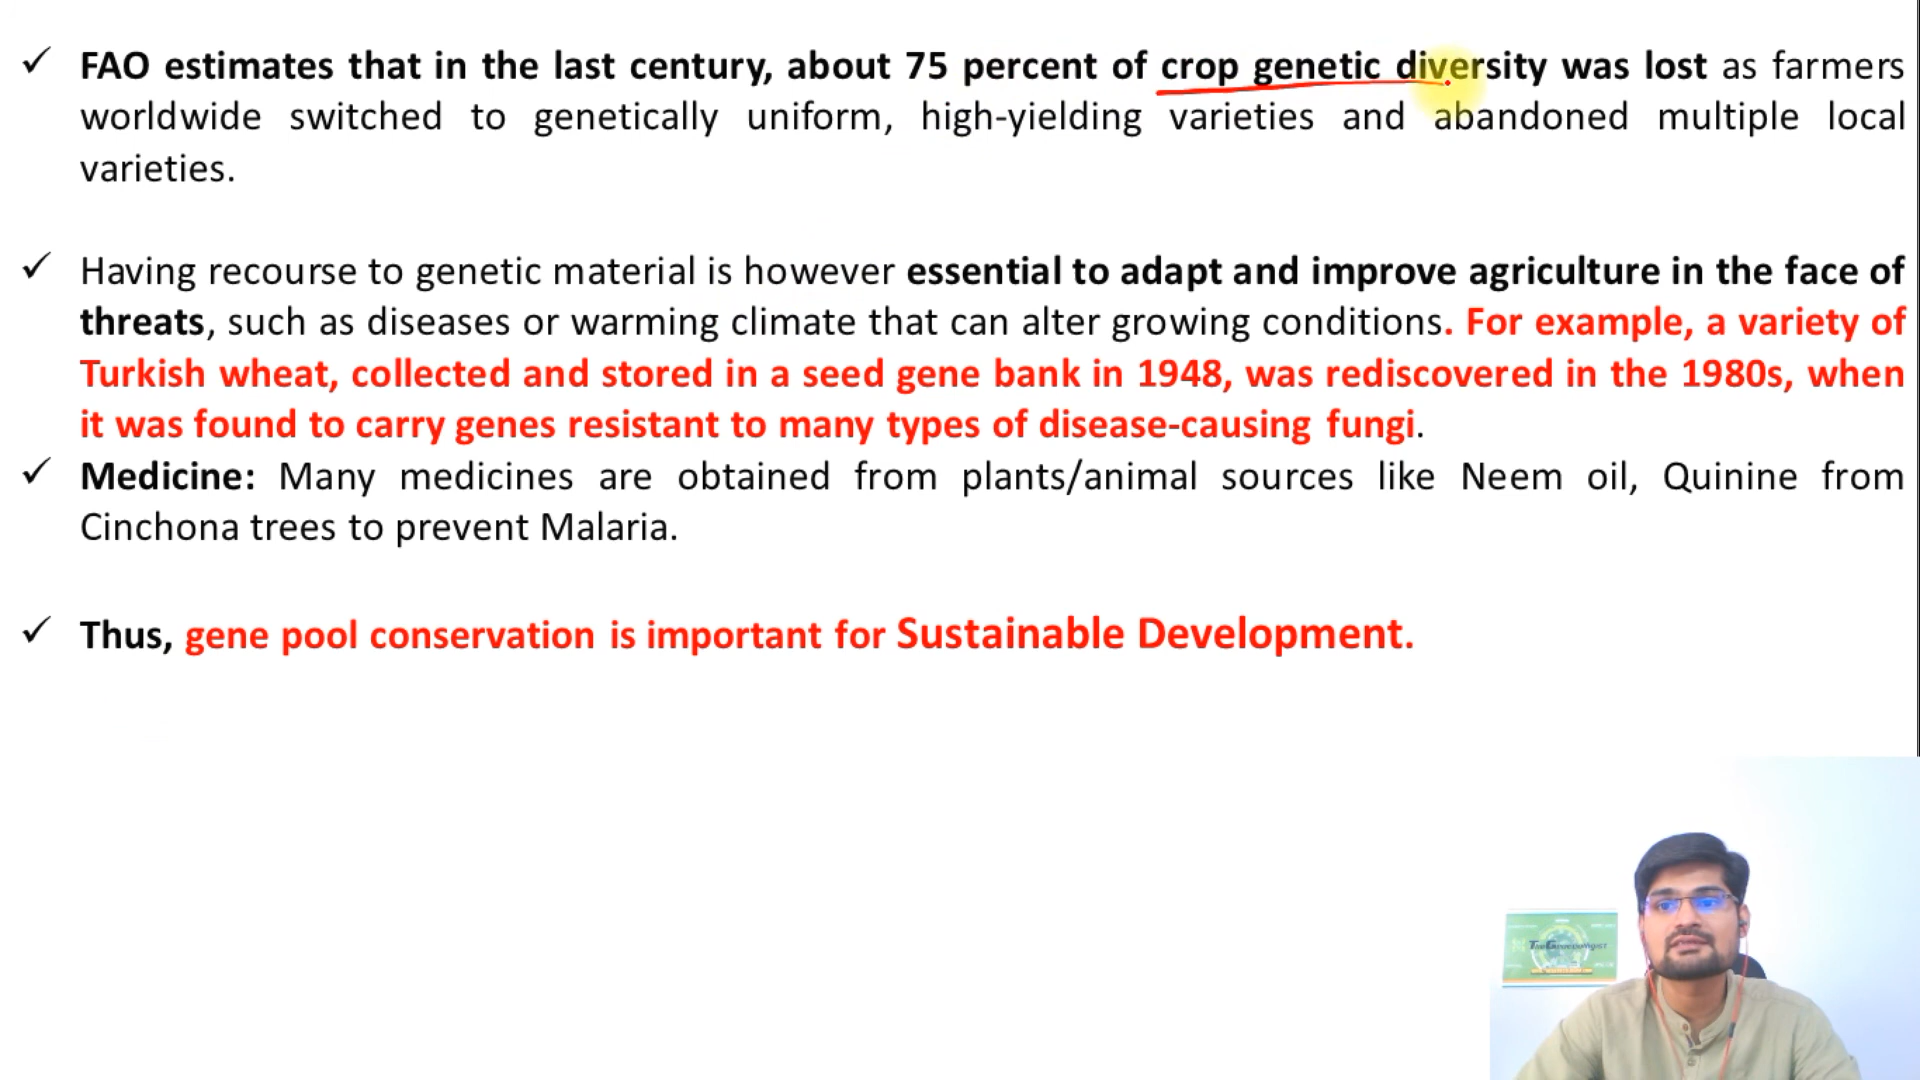 ✓ FAO estimates that in the last century, about 75 percent of crop genetic diversity was lost as farmers
worldwide switched to genetically uniform, high-yielding varieties and abandoned multiple local
varieties.
✓ Having recourse to genetic material is however essential to adapt and improve agriculture in the face of
threats, such as diseases or warming climate that can alter growing conditions. For example, a variety of
Turkish wheat, collected and stored in a seed gene bank in 1948, was rediscovered in the 1980s, when
it was found to carry genes resistant to many types of disease-causing fungi.
✓ Medicine: Many medicines are obtained from plants/animal sources like Neem oil, Quinine from
Cinchona trees to prevent Malaria.
✓ Thus, gene pool conservation is important for Sustainable Development.